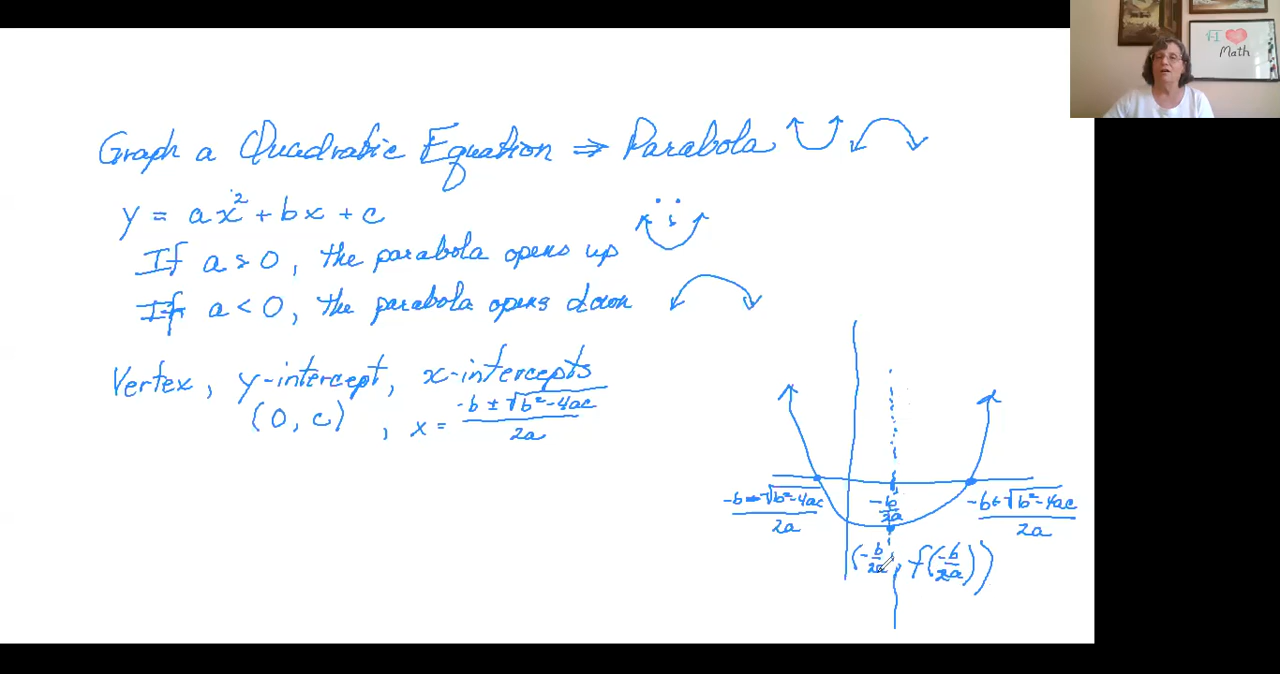 √-1 ♥
Math
Graph a Quadratic Equation ⇒ Parabola
y = ax² + bx + c
If a > 0, the parabola opens up
If a < 0, the parabola opens down
Vertex, y-intercept, x-intercepts
(0, c), x = (-b ± √(b² - 4ac))/(2a)
(-b - √(b² - 4ac))/(2a)
-b/(2a)
(-b + √(b² - 4ac))/(2a)
(-b/(2a), f(-b/(2a)))